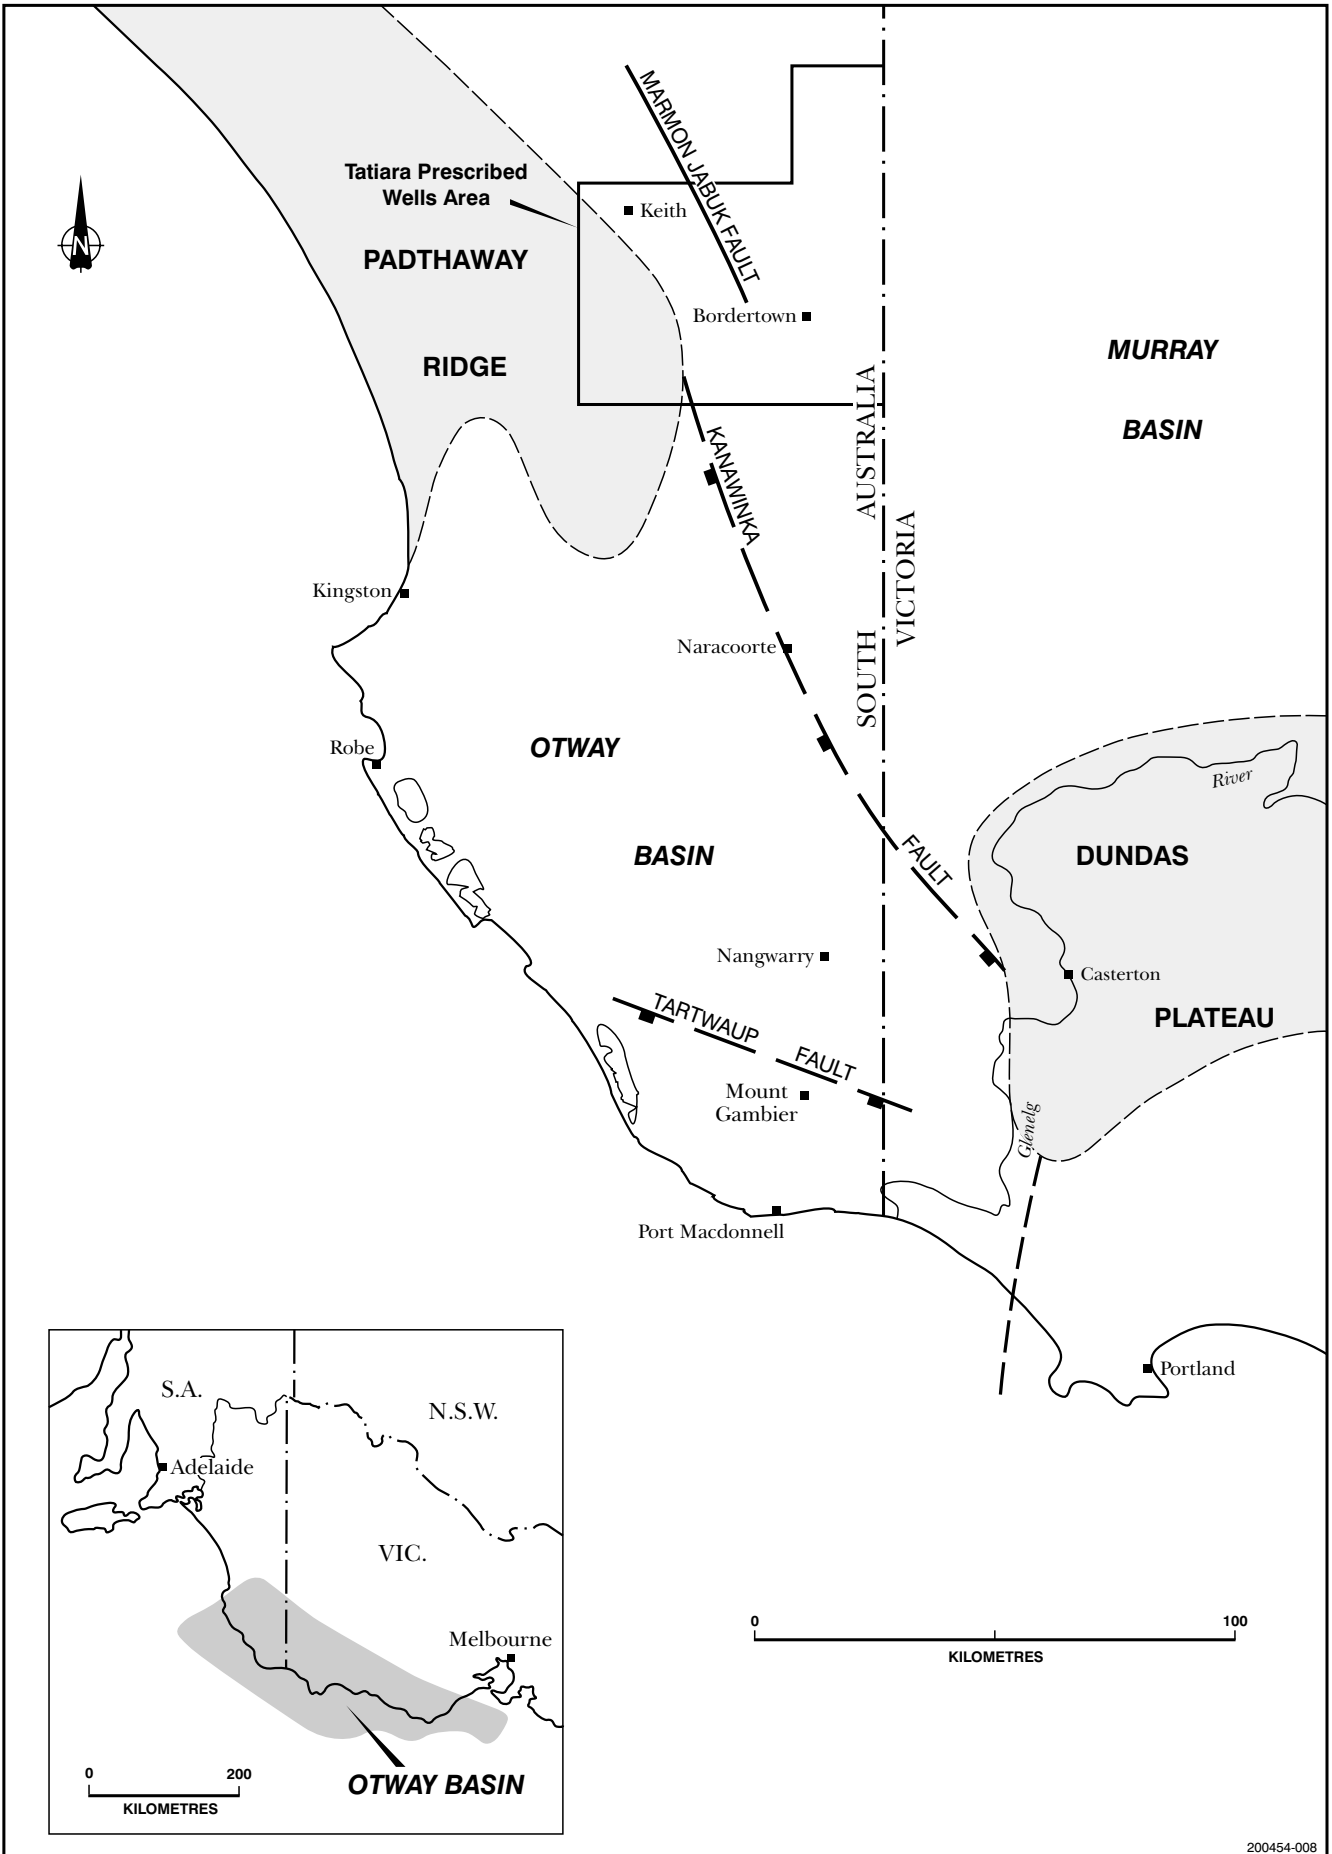 MARMON JABUK FAULT
Tatiara Prescribed
Wells Area
Keith
N
PADTHAWAY
Bordertown
MURRAY
RIDGE
BASIN
KANAWINKA
SOUTH AUSTRALIA
VICTORIA
Kingston
Naracoorte
OTWAY
Robe
River
BASIN
FAULT
DUNDAS
Nangwarry
Casterton
TARTWAUP
PLATEAU
FAULT
Mount
Gambier
Glenelg
Port Macdonnell
Portland
S.A.
N.S.W.
Adelaide
VIC.
Melbourne
OTWAY BASIN
0 200
KILOMETRES
0 100
KILOMETRES
200454-008